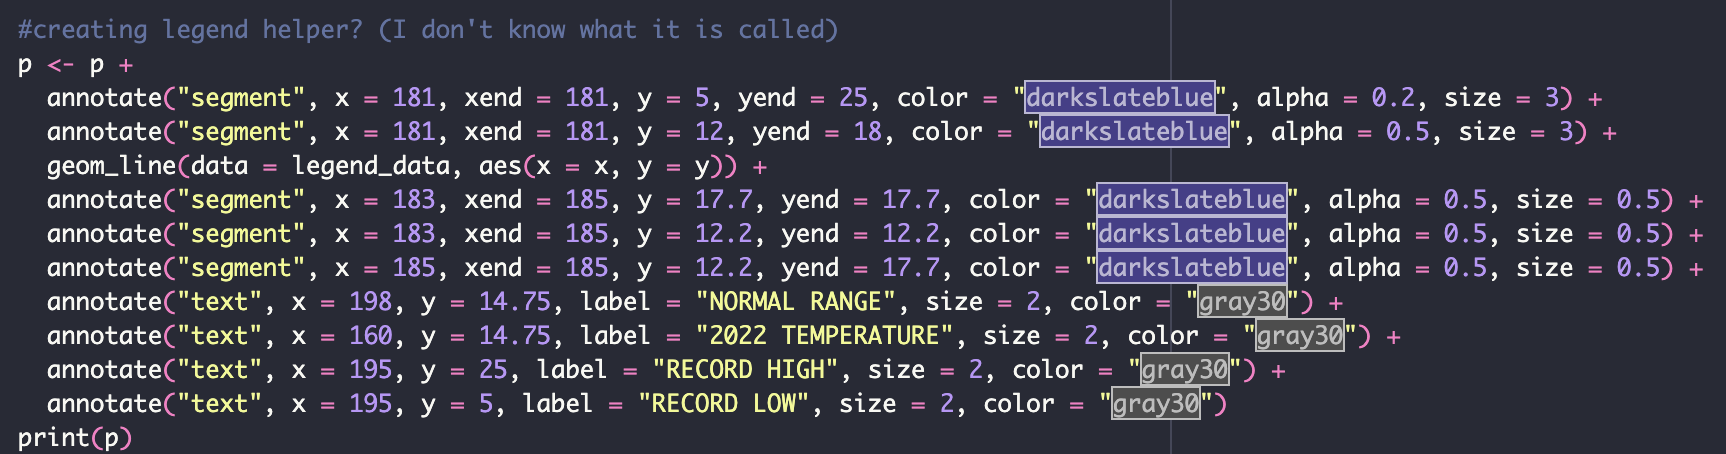 #creating legend helper? (I don't know what it is called)
p <- p +
  annotate("segment", x = 181, xend = 181, y = 5, yend = 25, color = "darkslateblue", alpha = 0.2, size = 3) +
  annotate("segment", x = 181, xend = 181, y = 12, yend = 18, color = "darkslateblue", alpha = 0.5, size = 3) +
  geom_line(data = legend_data, aes(x = x, y = y)) +
  annotate("segment", x = 183, xend = 185, y = 17.7, yend = 17.7, color = "darkslateblue", alpha = 0.5, size = 0.5) +
  annotate("segment", x = 183, xend = 185, y = 12.2, yend = 12.2, color = "darkslateblue", alpha = 0.5, size = 0.5) +
  annotate("segment", x = 185, xend = 185, y = 12.2, yend = 17.7, color = "darkslateblue", alpha = 0.5, size = 0.5) +
  annotate("text", x = 198, y = 14.75, label = "NORMAL RANGE", size = 2, color = "gray30") +
  annotate("text", x = 160, y = 14.75, label = "2022 TEMPERATURE", size = 2, color = "gray30") +
  annotate("text", x = 195, y = 25, label = "RECORD HIGH", size = 2, color = "gray30") +
  annotate("text", x = 195, y = 5, label = "RECORD LOW", size = 2, color = "gray30")
print(p)